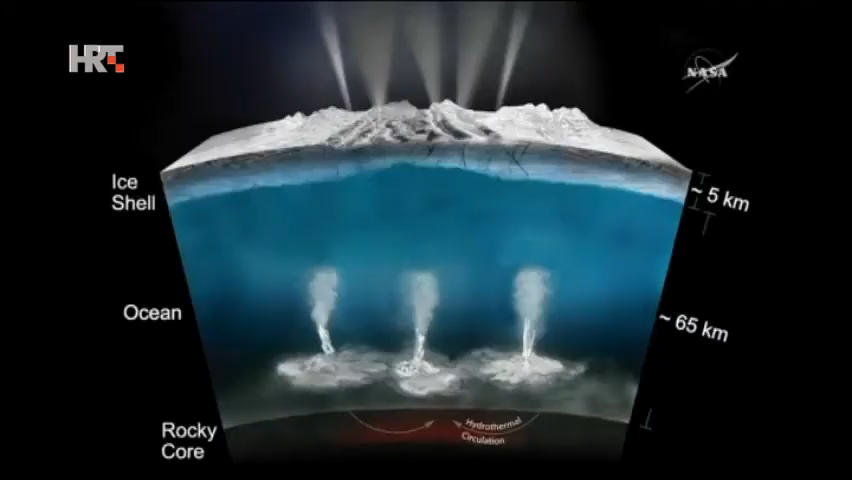 HRT
NASA
Ice
Shell
~ 5 km
Ocean
~ 65 km
Rocky
Core
Hydrothermal
Circulation